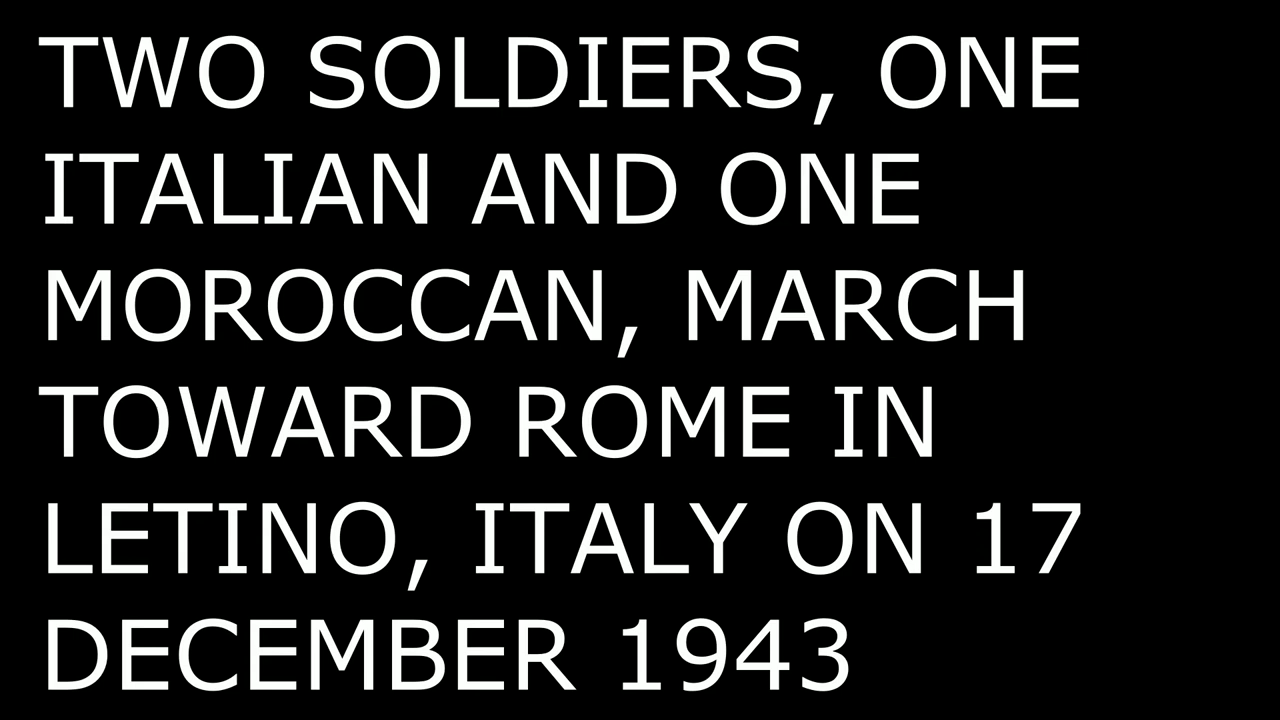 TWO SOLDIERS, ONE
ITALIAN AND ONE
MOROCCAN, MARCH
TOWARD ROME IN
LETINO, ITALY ON 17
DECEMBER 1943